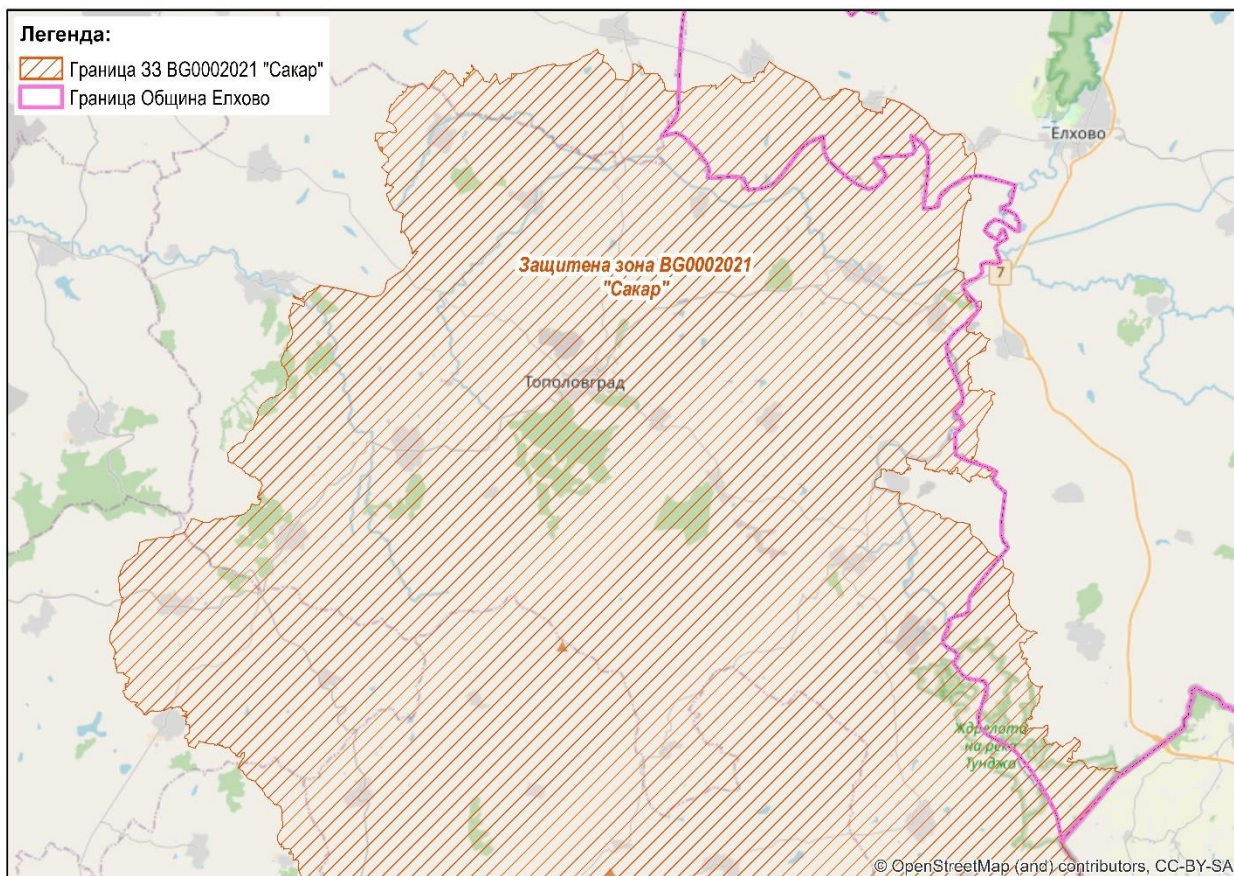 Легенда:
Граница ЗЗ BG0002021 "Сакар"
Граница Община Елхово
Елхово
Защитена зона BG0002021
"Сакар"
7
Тополовград
Ждрелото
на река
Тунджа
© OpenStreetMap (and) contributors, CC-BY-SA